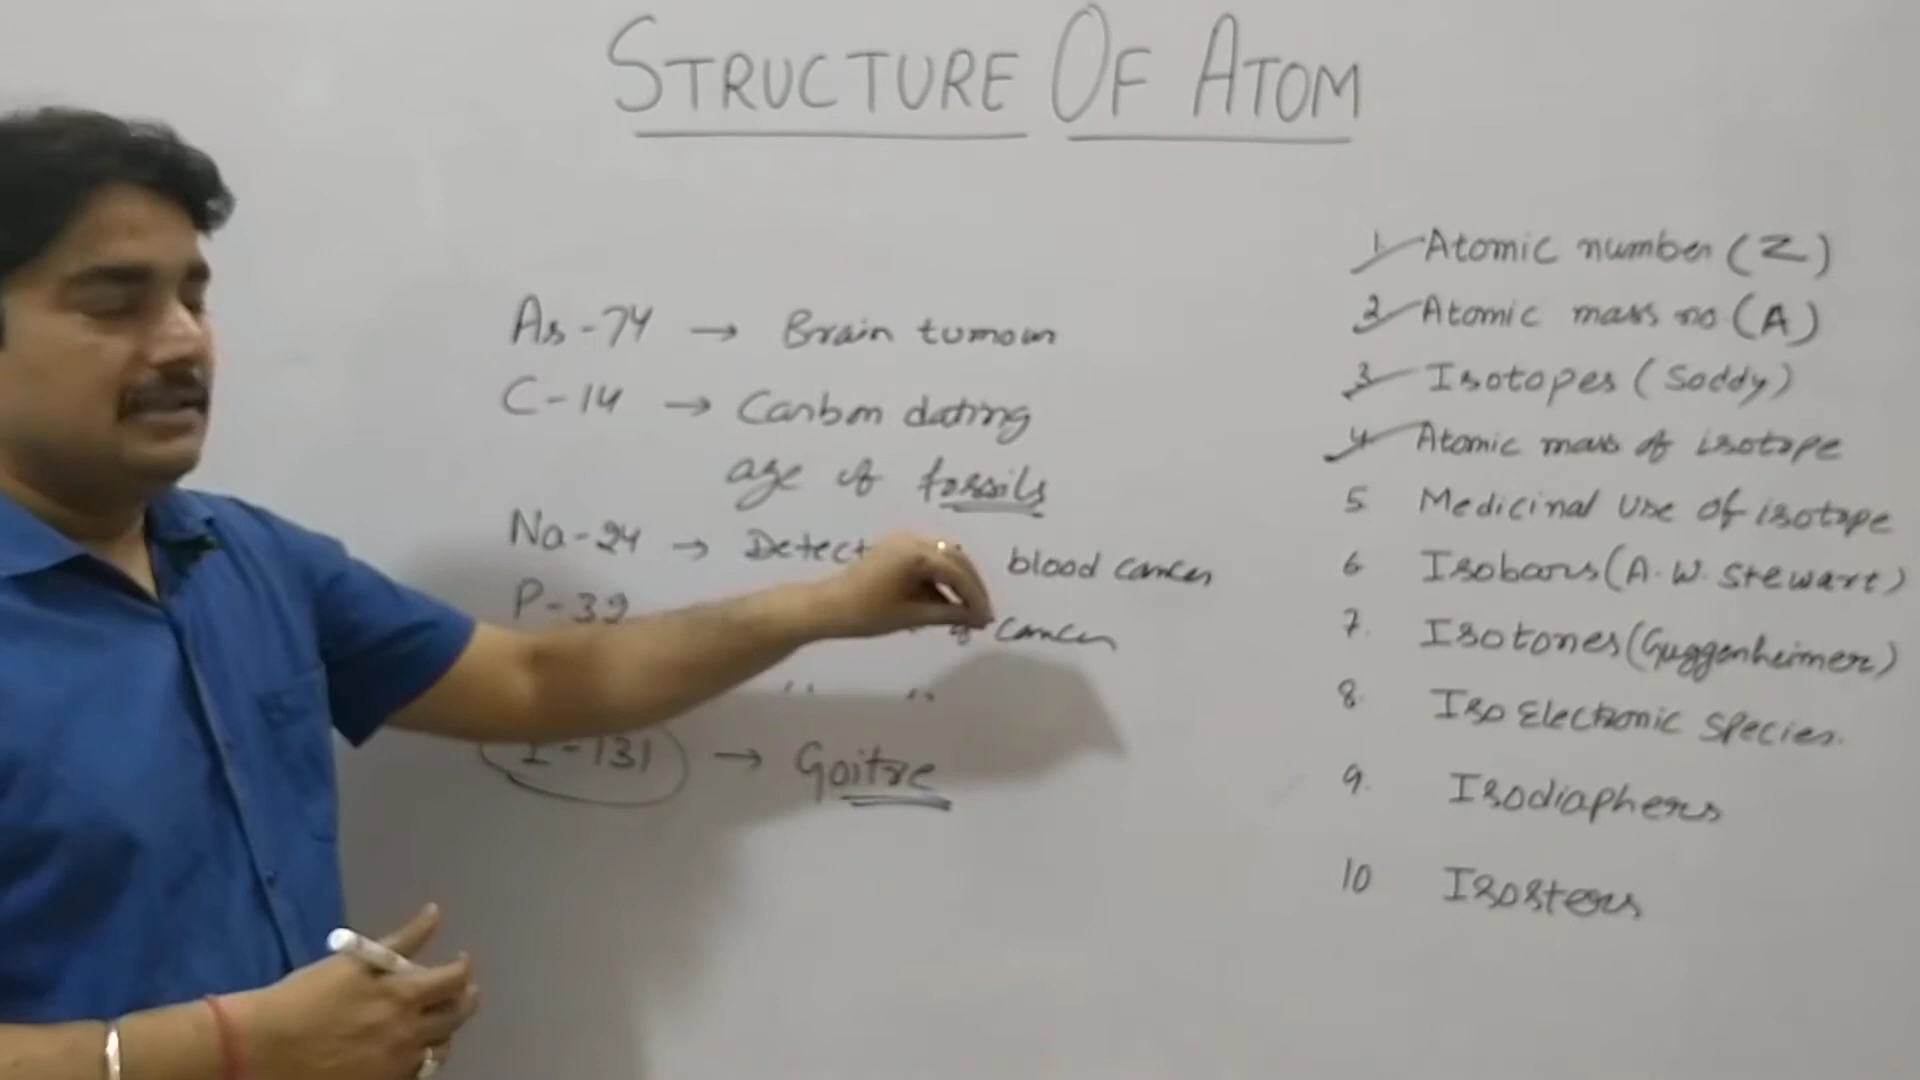 STRUCTURE OF ATOM
As-74 → Brain tumour
C-14 → Carbon dating
age of fossils
Na-24 → Detect blood cancer
P-32 of cancer
" "
I-131 → Goitre
1 Atomic number (Z)
2 Atomic mass no (A)
3 Isotopes (Soddy)
4 Atomic mass of isotope
5 Medicinal use of isotope
6 Isobars (A.W. Stewart)
7. Isotones (Guggenheimer)
8. Iso Electronic Species.
9. Isodiaphers
10 Isosters